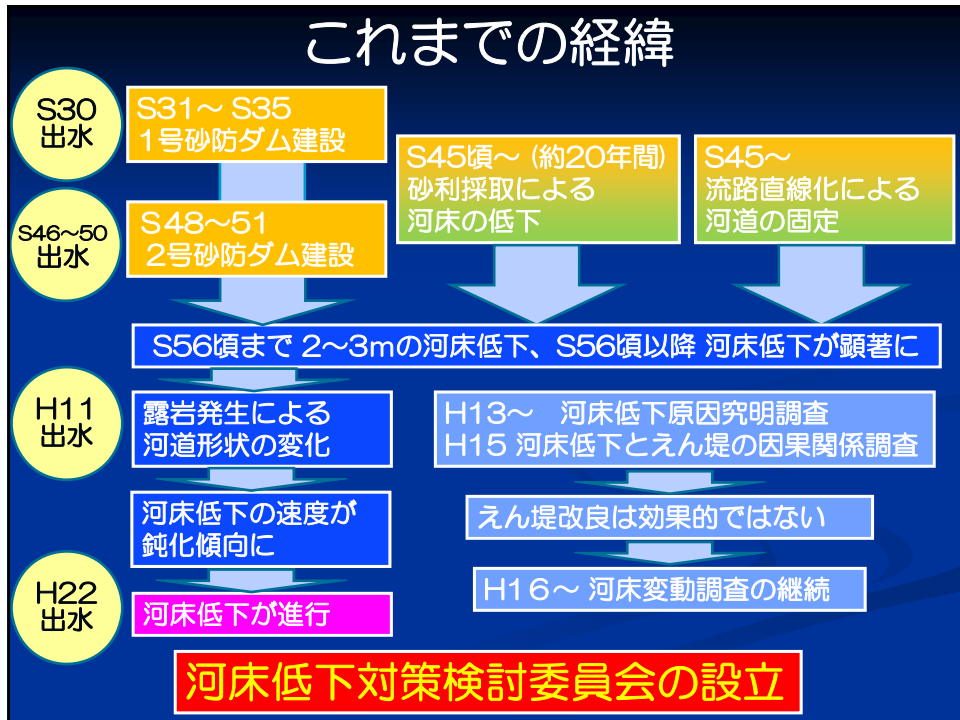 これまでの経緯
S30
出水
S31～ S35
1号砂防ダム建設
S45頃～ (約20年間)
砂利採取による
河床の低下
S45～
流路直線化による
河道の固定
S46～50
出水
S48～51
2号砂防ダム建設
S56頃まで 2～3mの河床低下、S56頃以降 河床低下が顕著に
H11
出水
露岩発生による
河道形状の変化
H13～　河床低下原因究明調査
H15 河床低下とえん堤の因果関係調査
河床低下の速度が
鈍化傾向に
えん堤改良は効果的ではない
H22
出水
河床低下が進行
H16～ 河床変動調査の継続
河床低下対策検討委員会の設立